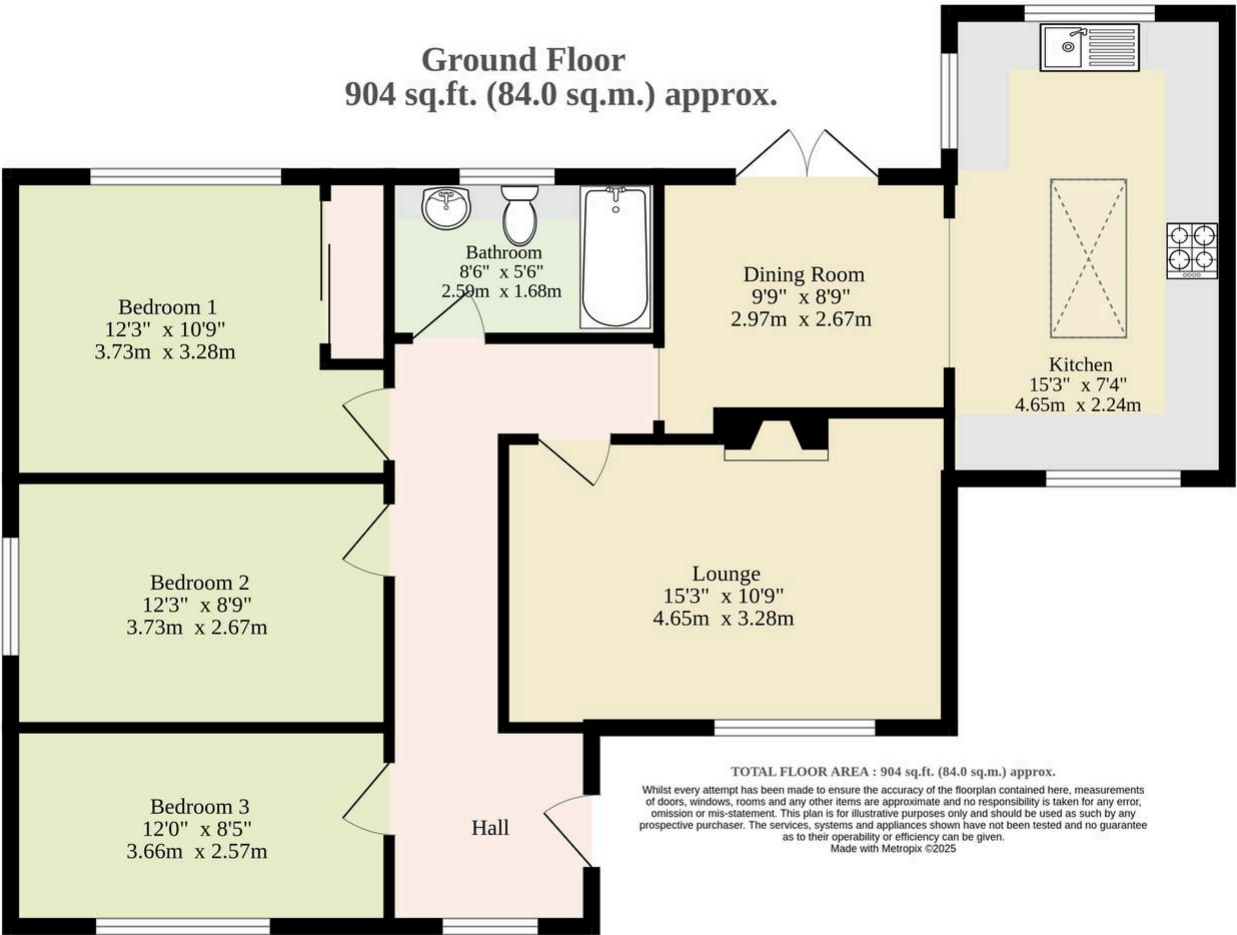 Ground Floor
904 sq.ft. (84.0 sq.m.) approx.
Bedroom 1
12'3" x 10'9"
3.73m x 3.28m
Bathroom
8'6" x 5'6"
2.59m x 1.68m
Dining Room
9'9" x 8'9"
2.97m x 2.67m
Kitchen
15'3" x 7'4"
4.65m x 2.24m
Bedroom 2
12'3" x 8'9"
3.73m x 2.67m
Lounge
15'3" x 10'9"
4.65m x 3.28m
Bedroom 3
12'0" x 8'5"
3.66m x 2.57m
Hall
TOTAL FLOOR AREA : 904 sq.ft. (84.0 sq.m.) approx.
Whilst every attempt has been made to ensure the accuracy of the floorplan contained here, measurements
of doors, windows, rooms and any other items are approximate and no responsibility is taken for any error,
omission or mis-statement. This plan is for illustrative purposes only and should be used as such by any
prospective purchaser. The services, systems and appliances shown have not been tested and no guarantee
as to their operability or efficiency can be given.
Made with Metropix ©2025